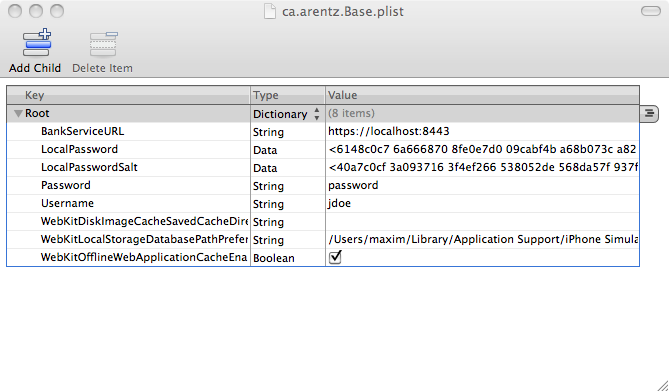 ca.arentz.Base.plist
Add Child Delete Item
Key Type Value
Root Dictionary (8 items)
BankServiceURL String https://localhost:8443
LocalPassword Data <6148c0c7 6a666870 8fe0e7d0 09cabf4b a68b073c a82
LocalPasswordSalt Data <40a7c0cf 3a093716 3f4ef266 538052de 568da57f 937f
Password String password
Username String jdoe
WebKitDiskImageCacheSavedCacheDire String
WebKitLocalStorageDatabasePathPrefer String /Users/maxim/Library/Application Support/iPhone Simula
WebKitOfflineWebApplicationCacheEna Boolean